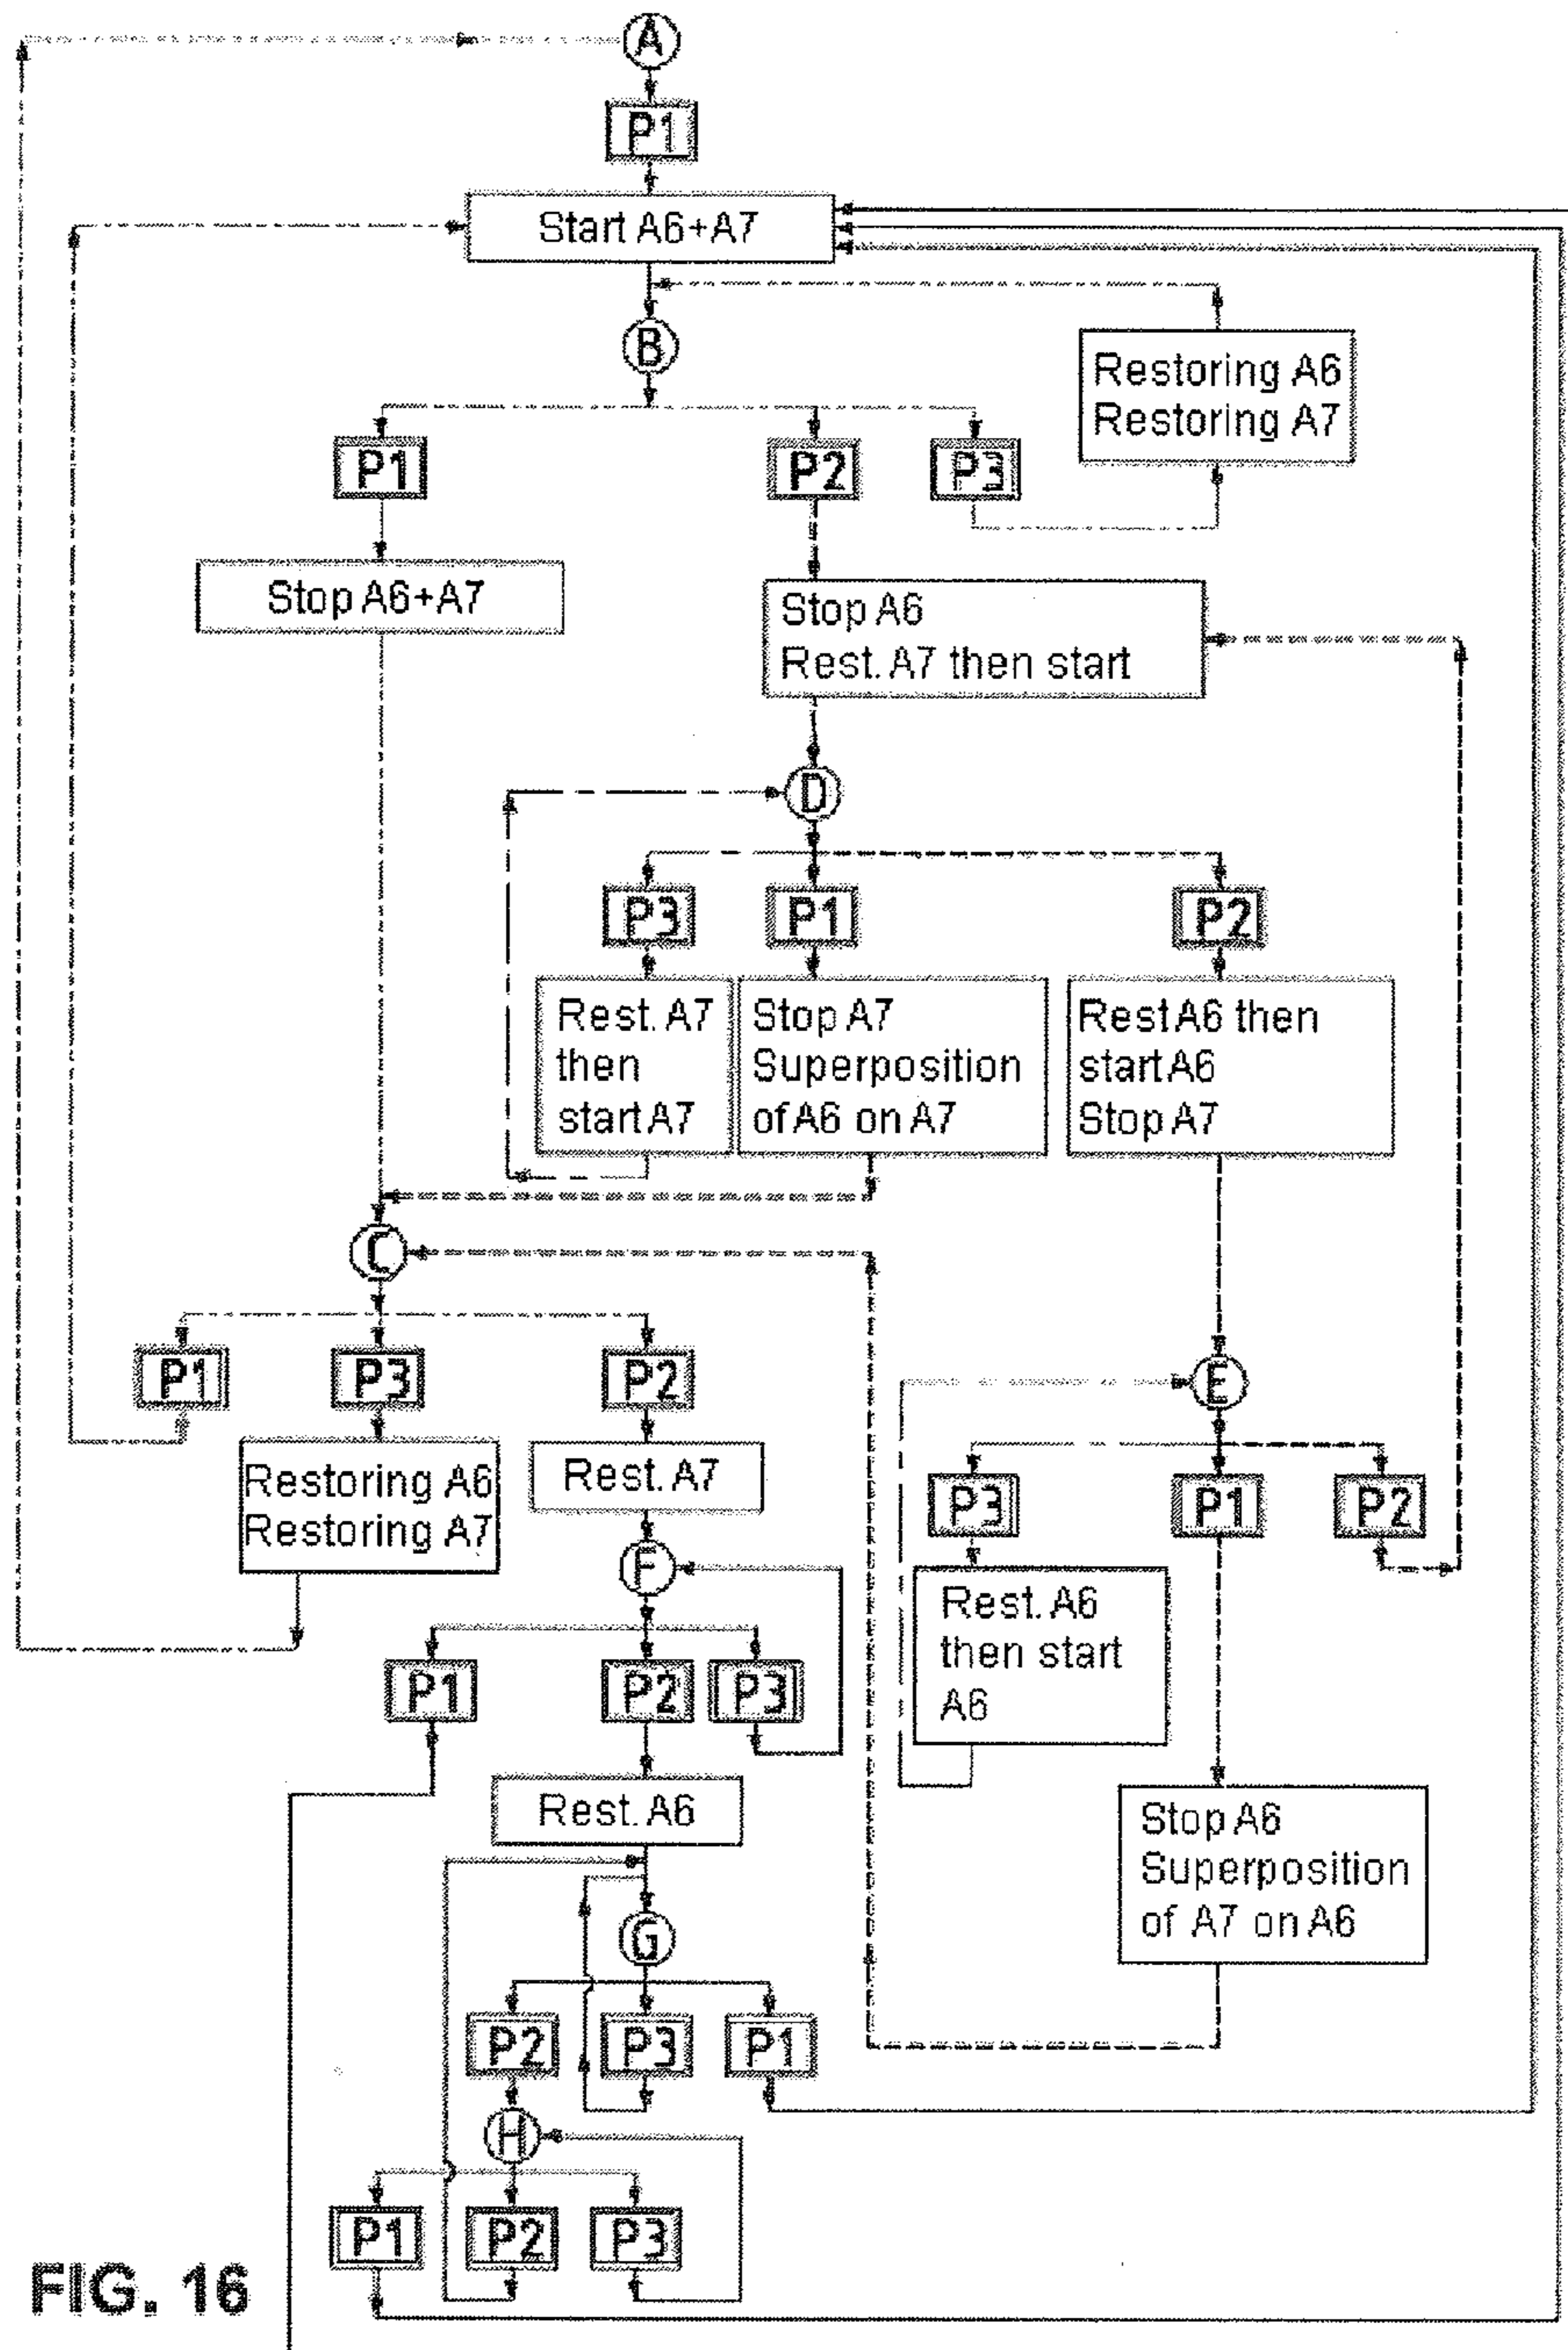 A
P1
Start A6+A7
B
Restoring A6
Restoring A7
P1
P2
P3
Stop A6+A7
Stop A6
Rest. A7 then start
D
P3
P1
P2
Rest. A7
then
start A7
Stop A7
Superposition
of A6 on A7
Rest A6 then
start A6
Stop A7
C
P1
P3
P2
E
Restoring A6
Restoring A7
Rest. A7
P3
P1
P2
F
Rest. A6
then start
A6
P1
P2
P3
Rest. A6
Stop A6
Superposition
of A7 on A6
G
P2
P3
P1
H
P1
P2
P3
FIG. 16